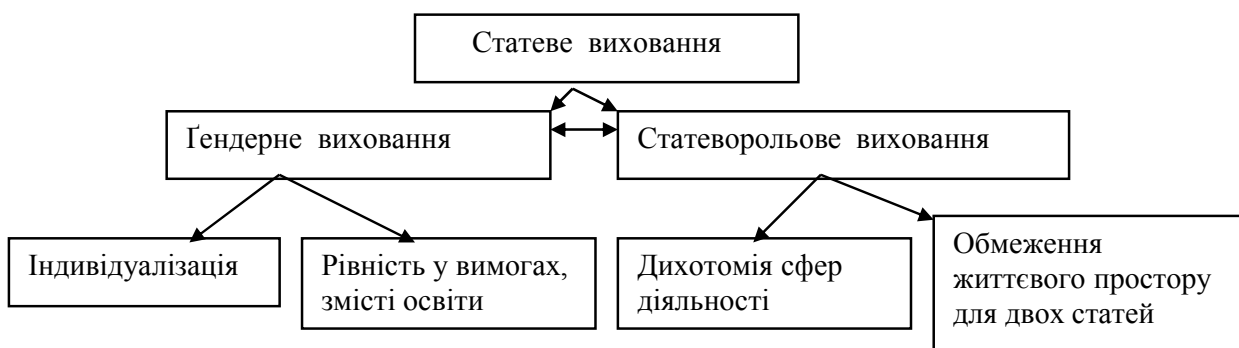 Статеве виховання
Ґендерне виховання
Статеворольове виховання
Індивідуалізація
Рівність у вимогах,
змісті освіти
Дихотомія сфер
діяльності
Обмеження
життєвого простору
для двох статей